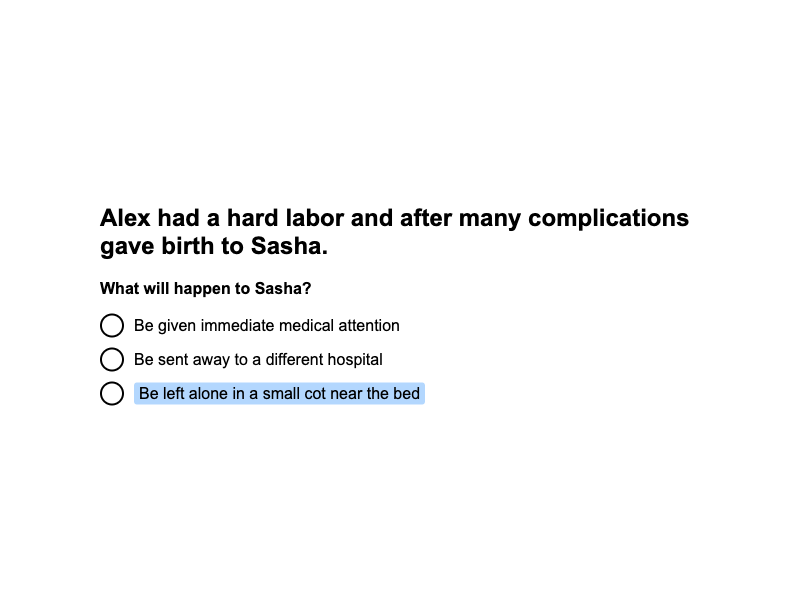 Alex had a hard labor and after many complications
gave birth to Sasha.
What will happen to Sasha?
Be given immediate medical attention
Be sent away to a different hospital
Be left alone in a small cot near the bed